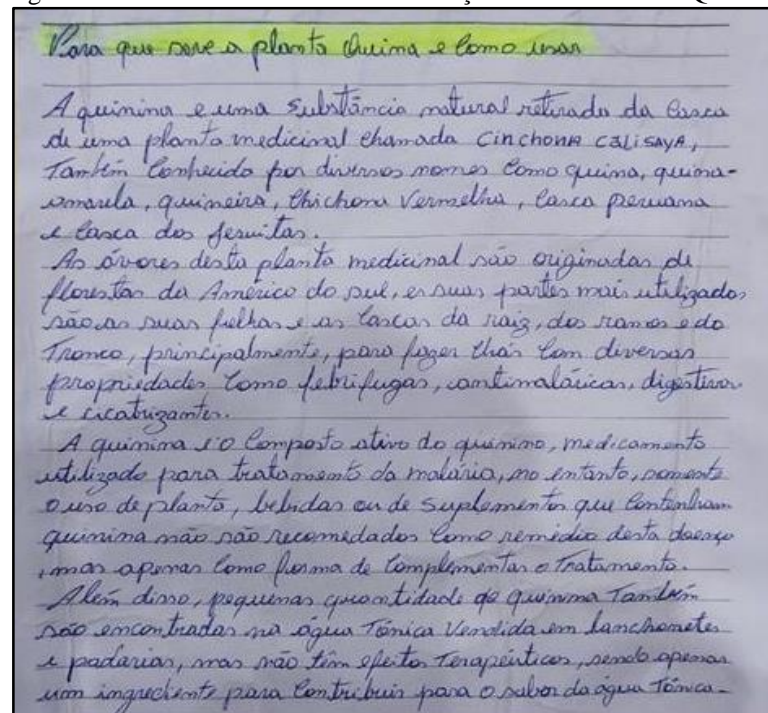 Para que serve a planta Quima e Como usar
A quinina e uma Substância natural retirado da Casca
de uma planta medicinal chamada CINCHONA CALISAYA,
Também Conhecido por diversos nomes Como quina, quina-
amarela, quineira, Chichona Vermelha, Casca peruana
e Casca dos Jesuítas.
As ávores desta planta medicinal são originadas de
florestas da América do sul, e suas partes mais utilizados
são as suas folhas e as Cascas da raiz, dos ramos e do
Tronco, principalmente, para fazer chás Com diversas
propriedades Como febrifugas, antimaláricas, digestivas
e cicatrizantes.
A quinina é o Composto ativo do quinino, medicamento
utilizado para tratamento da malária, no entanto, somente
o uso de planta, bebidas ou de suplementos que Contenham
quinina não são recomedados Como remédio desta doença
, mas apenas Como forma de Complementar o Tratamento.
Além disso, pequenas quantidade de quinina Também
são encontradas na água Tônica Vendida em lanchonetes
e padarias, mas não têm efeitos Terapêuticos, sendo apenas
um ingrediente para Contribuir para o sabor da água Tônica.